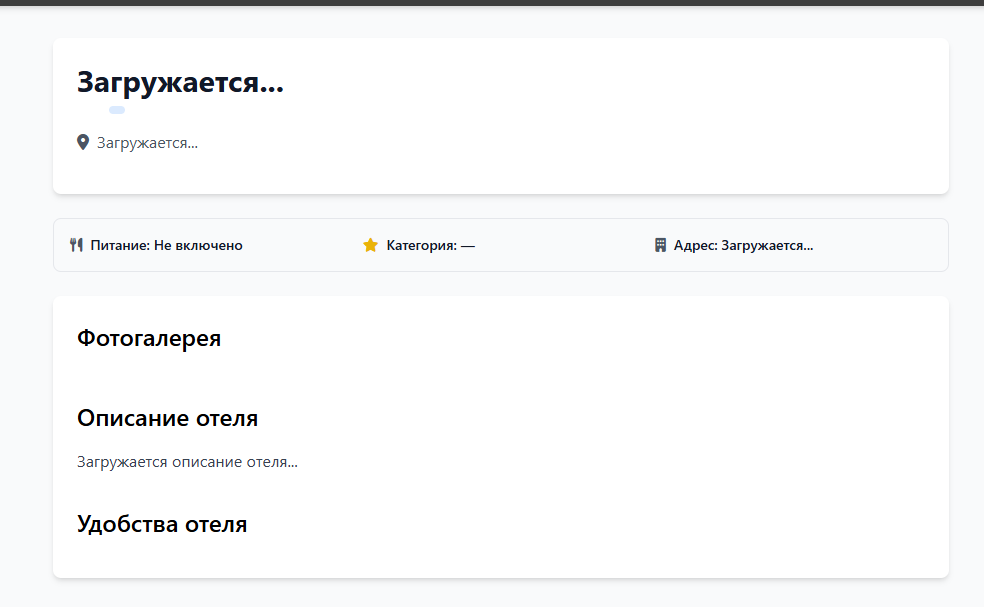 Загружается...
Загружается...
Питание: Не включено
Категория: —
Адрес: Загружается...
Фотогалерея
Описание отеля
Загружается описание отеля...
Удобства отеля